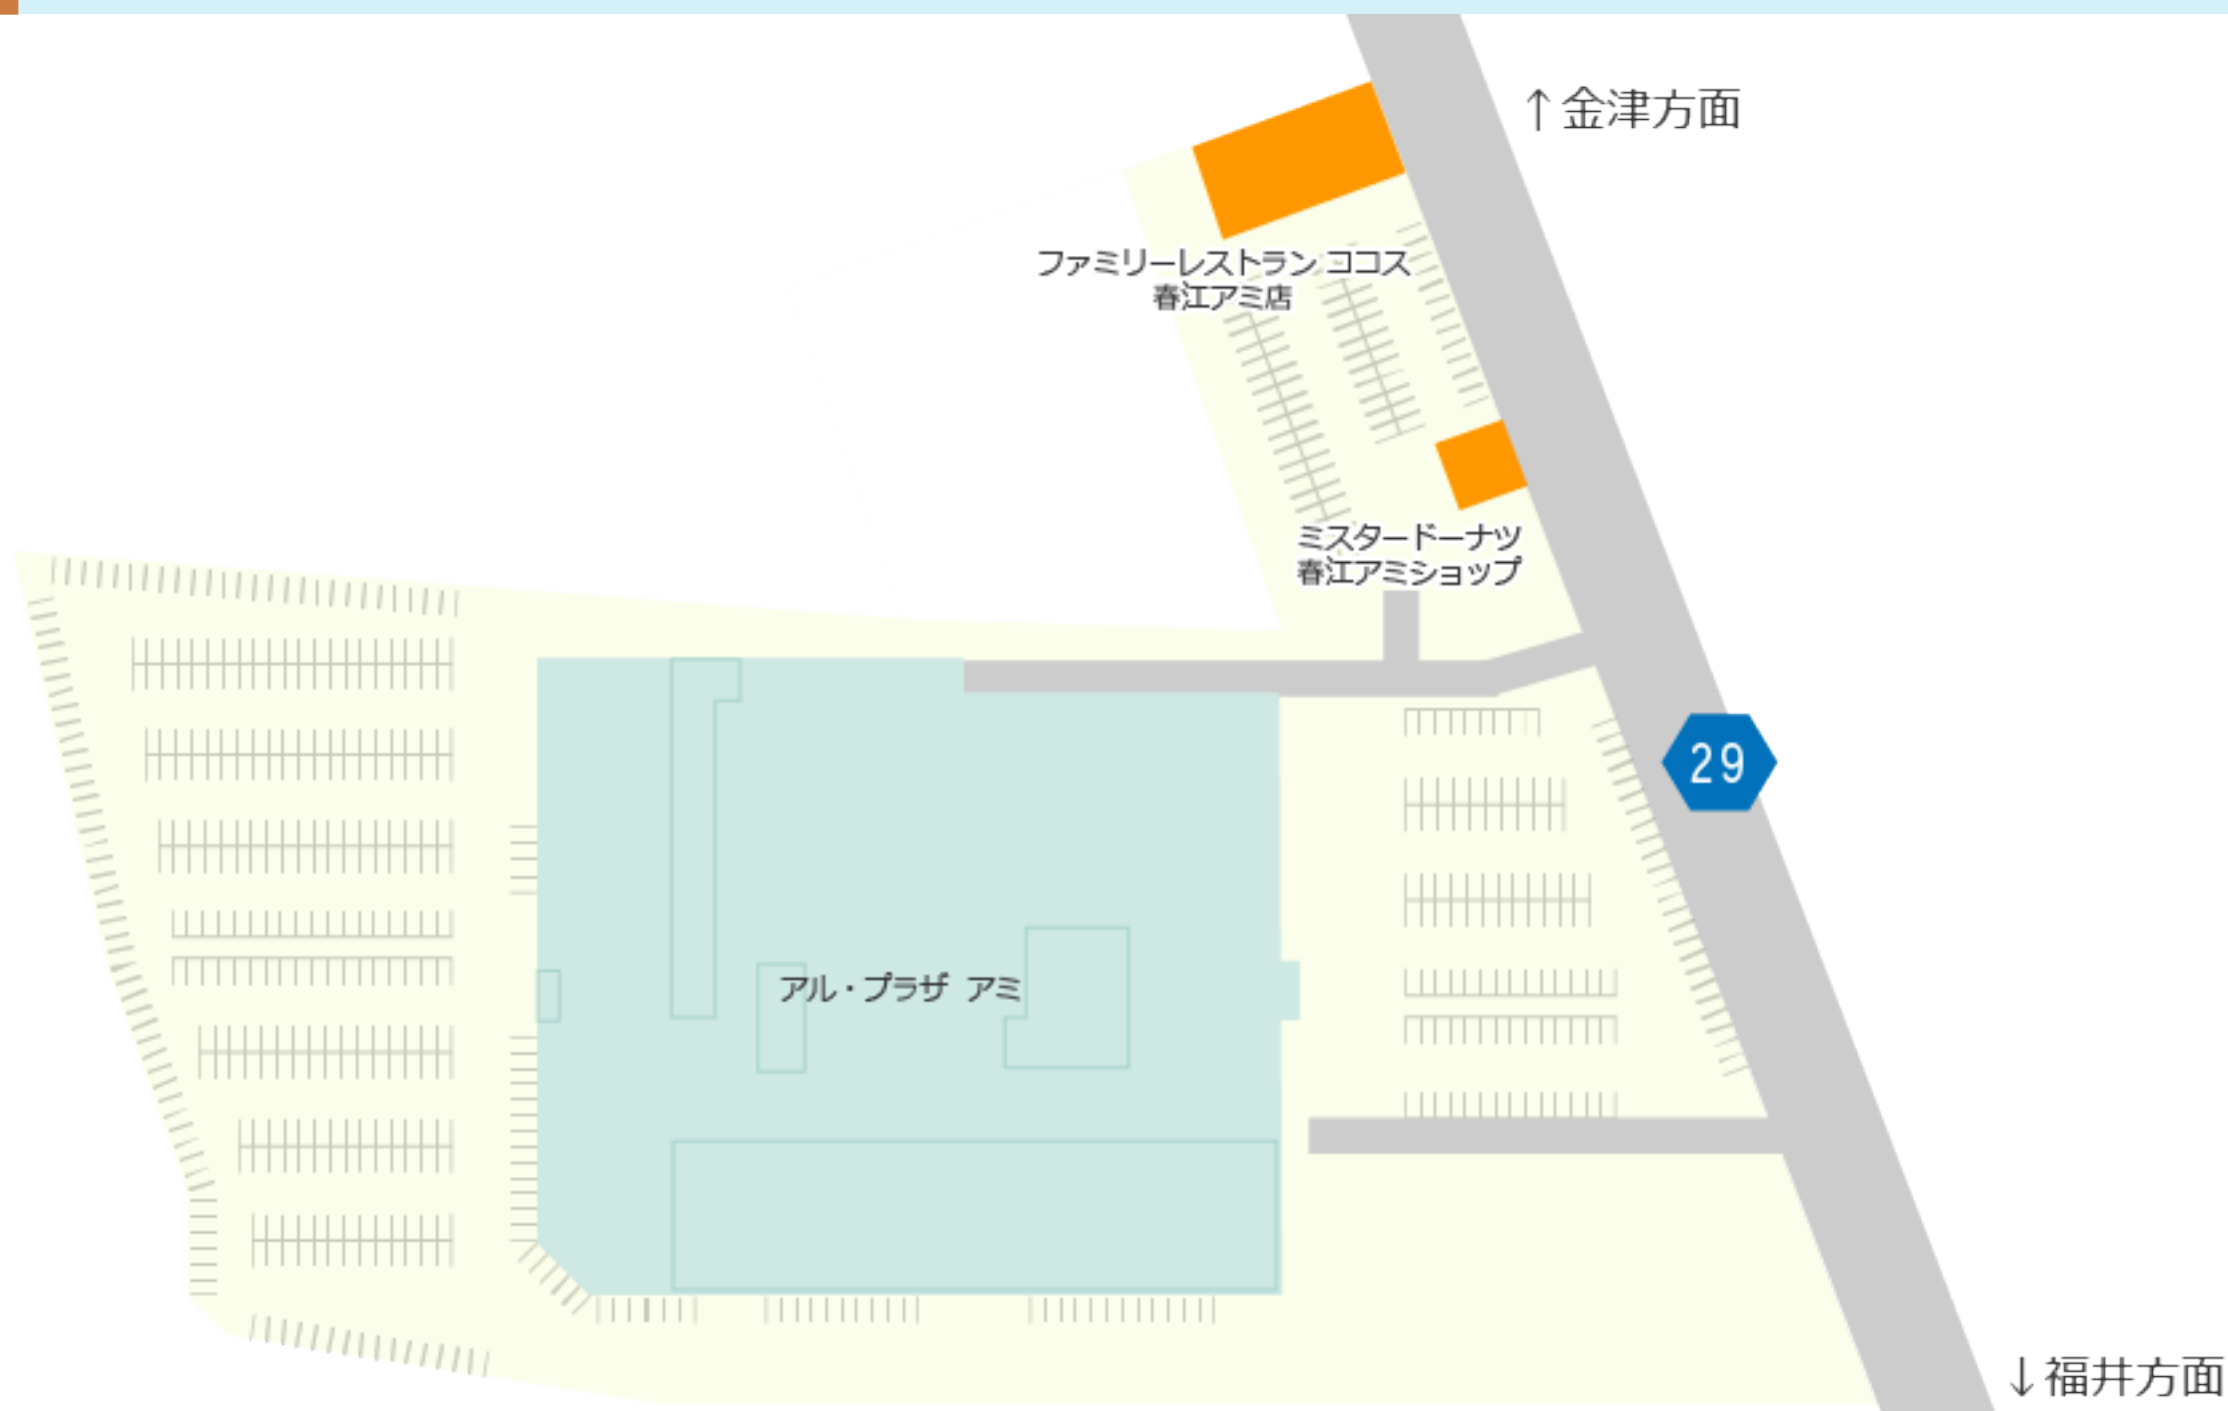 ↑金津方面
ファミリーレストラン ココス
春江アミ店
ミスタードーナツ
春江アミショップ
29
アル・プラザ アミ
↓福井方面